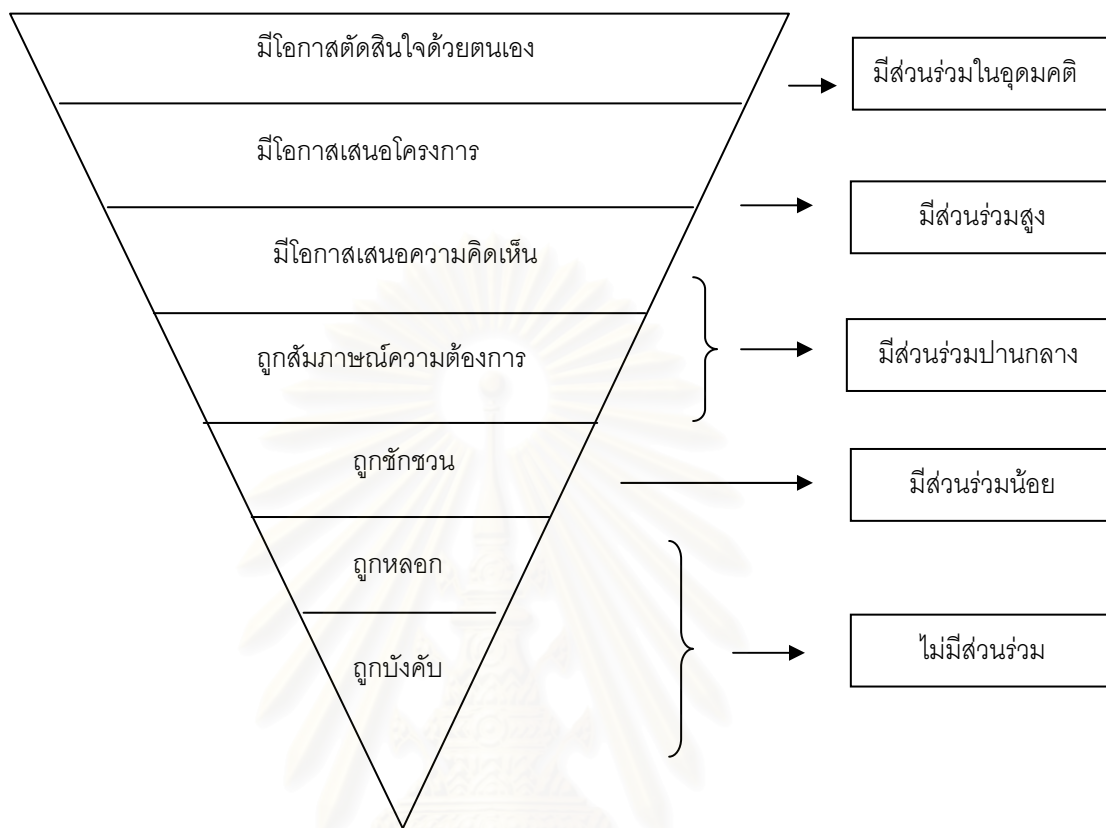 มีโอกาสตัดสินใจด้วยตนเอง
มีส่วนร่วมในอุดมคติ
มีโอกาสเสนอโครงการ
มีส่วนร่วมสูง
มีโอกาสเสนอความคิดเห็น
ถูกสัมภาษณ์ความต้องการ
มีส่วนร่วมปานกลาง
ถูกชักชวน
มีส่วนร่วมน้อย
ถูกหลอก
ไม่มีส่วนร่วม
ถูกบังคับ